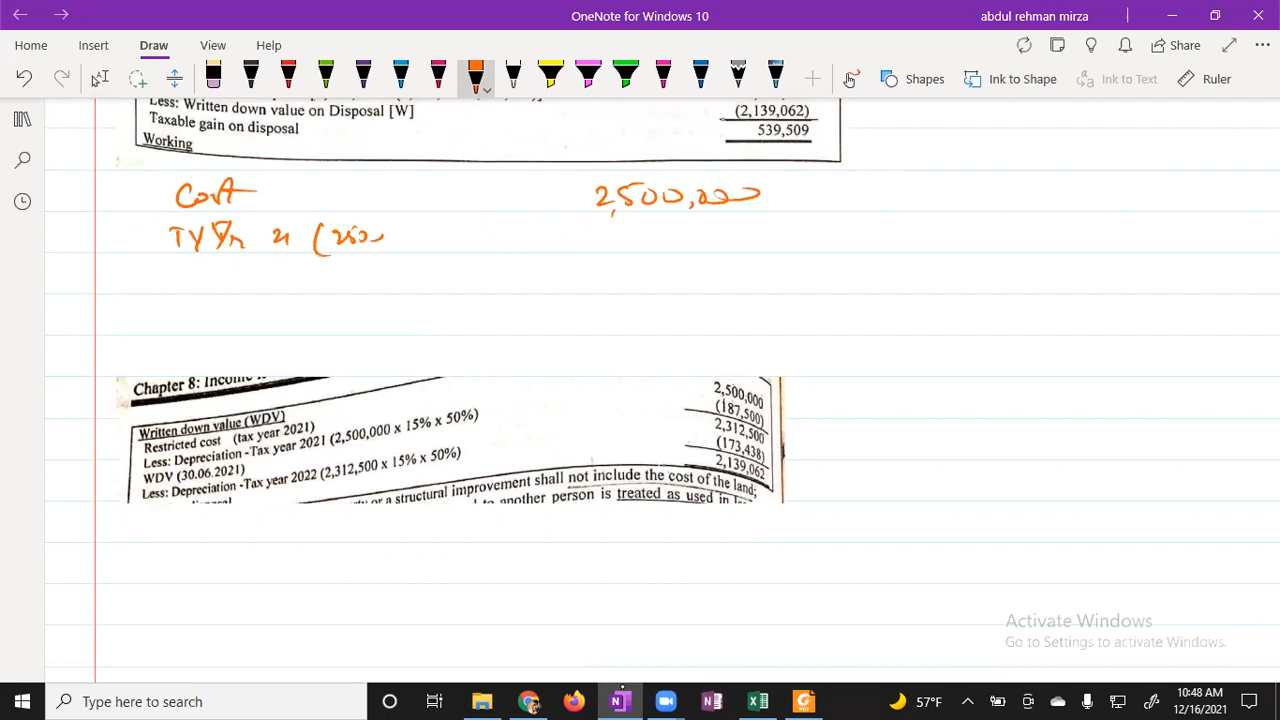 OneNote for Windows 10
abdul rehman mirza
Home Insert Draw View Help
Share
Shapes Ink to Shape Ink to Text Ruler
Less: Written down value on Disposal [W] (2,139,062)
Taxable gain on disposal 539,509
Working
Cost 2,500,000
TY
Chapter 8: Income
Written down value (WDV)
Restricted cost (tax year 2021) 2,500,000
Less: Depreciation -Tax year 2021 (2,500,000 x 15% x 50%) (187,500)
WDV (30.06.2021) 2,312,500
Less: Depreciation -Tax year 2022 (2,312,500 x 15% x 50%) (173,438)
2,139,062
or a structural improvement shall not include the cost of the land;
to another person is treated as used in
Activate Windows
Go to Settings to activate Windows.
Type here to search
57°F
10:48 AM
12/16/2021